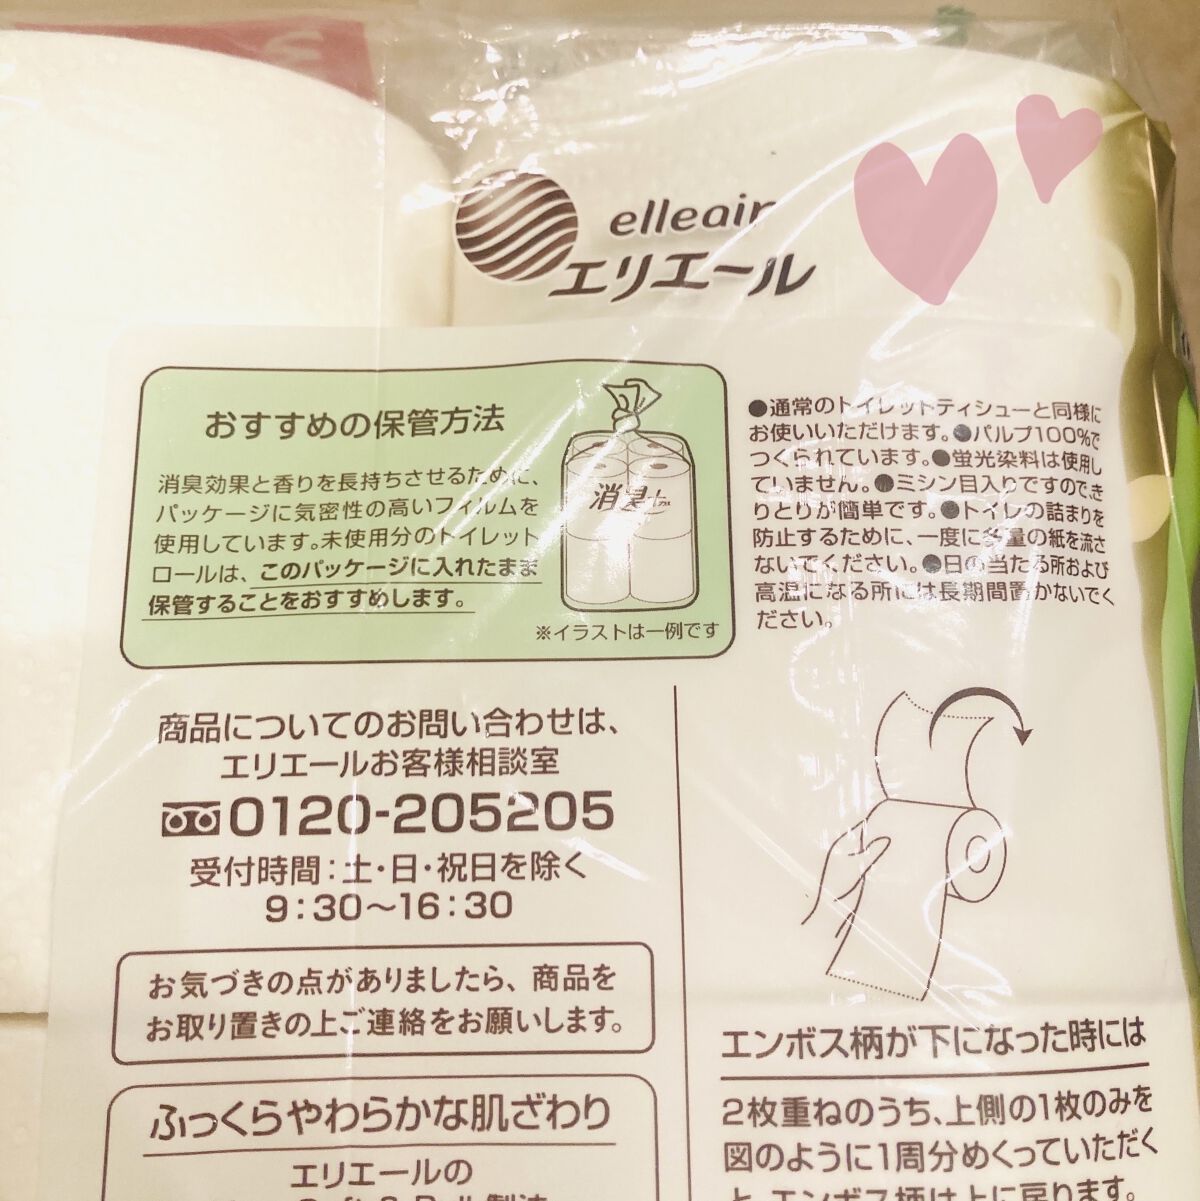 elleair
エリエール
おすすめの保管方法
消臭効果と香りを長持ちさせるために、
パッケージに気密性の高いフィルムを
使用しています。未使用分のトイレット
ロールは、このパッケージに入れたまま
保管することをおすすめします。
消臭
※イラストは一例です
●通常のトイレットティシューと同様に
お使いいただけます。●パルプ100%で
つくられています。●蛍光染料は使用し
ていません。●ミシン目入りですので、き
りとりが簡単です。●トイレの詰まりを
防止するために、一度に多量の紙を流さ
ないでください。●日の当たる所および
高温になる所には長期間置かないでく
ださい。
商品についてのお問い合わせは、
エリエールお客様相談室
0120-205205
受付時間:土・日・祝日を除く
9:30〜16:30
お気づきの点がありましたら、商品を
お取り置きの上ご連絡をお願いします。
ふっくらやわらかな肌ざわり
エリエールの
エンボス柄が下になった時には
2枚重ねのうち、上側の1枚のみを
図のように1周分めくっていただく
と、エンボス柄は上に戻ります。